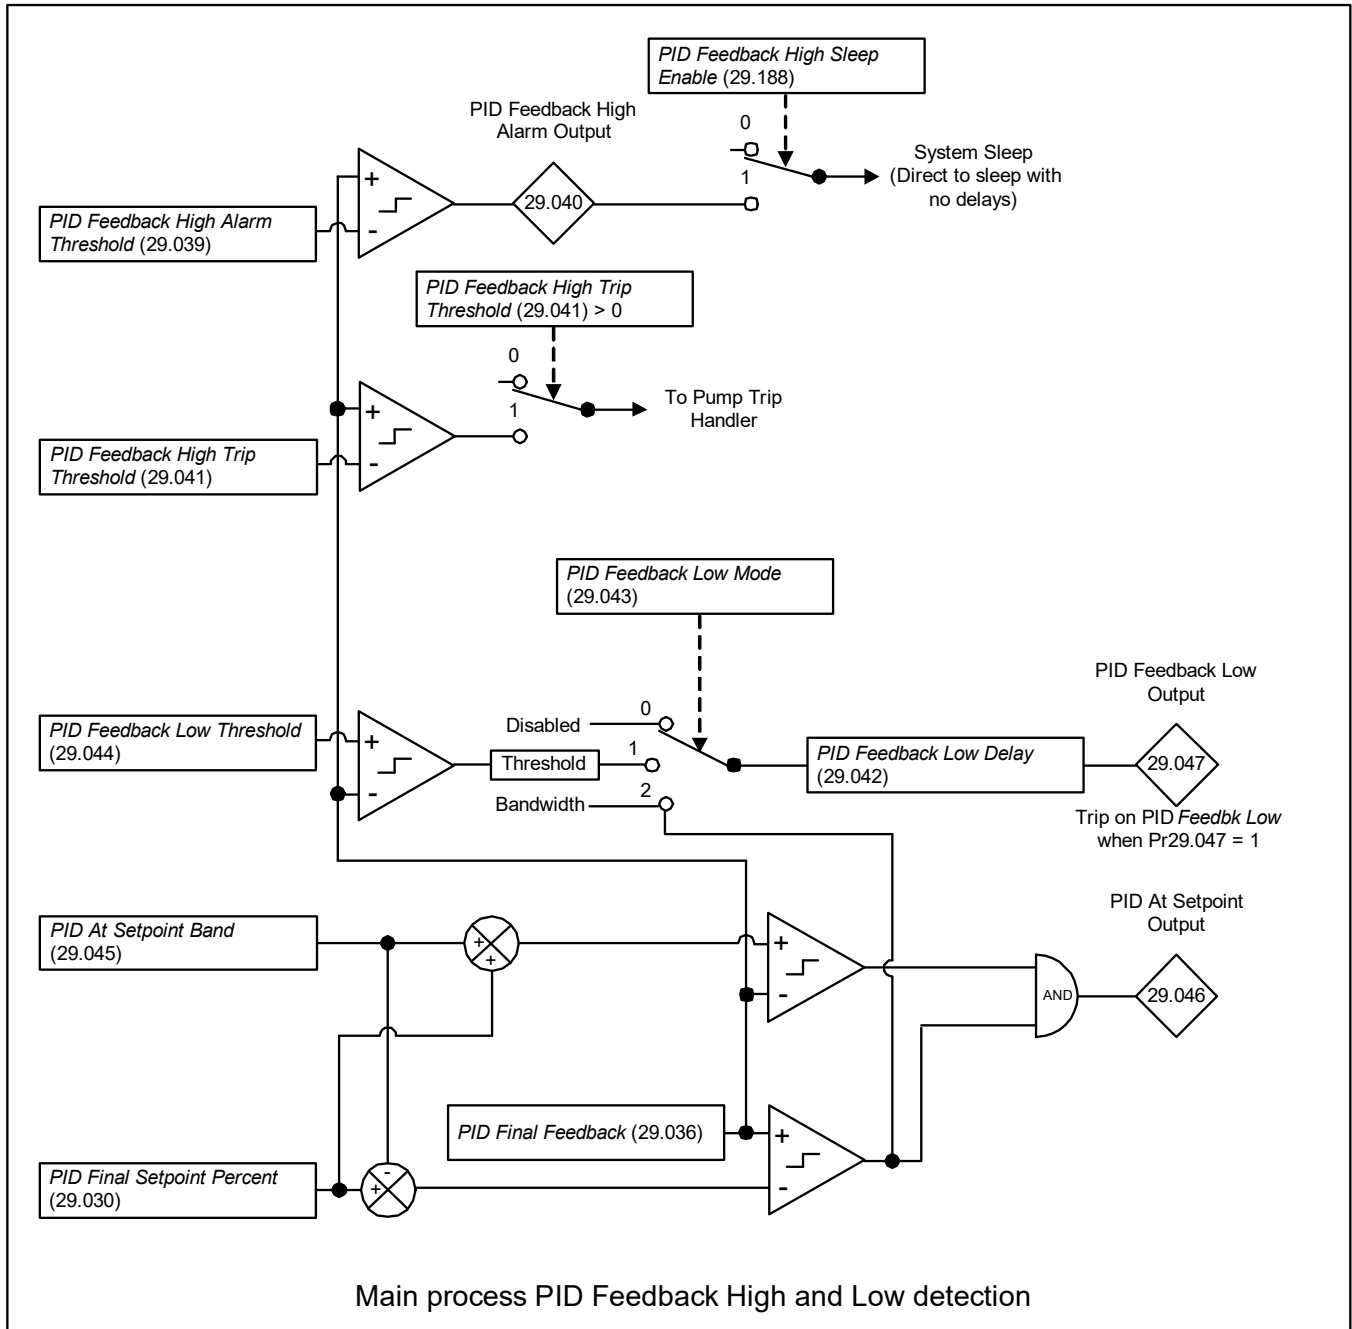 PID Feedback High Sleep
Enable (29.188)
PID Feedback High
Alarm Output
0
1
System Sleep
(Direct to sleep with
no delays)
+
-
29.040
PID Feedback High Alarm
Threshold (29.039)
PID Feedback High Trip
Threshold (29.041) > 0
0
1
To Pump Trip
Handler
+
-
PID Feedback High Trip
Threshold (29.041)
PID Feedback Low Mode
(29.043)
PID Feedback Low
Output
PID Feedback Low Threshold
(29.044)
+
-
Disabled
0
Threshold
1
Bandwidth
2
PID Feedback Low Delay
(29.042)
29.047
Trip on PID Feedbk Low
when Pr29.047 = 1
PID At Setpoint
Output
PID At Setpoint Band
(29.045)
+
+
+
-
AND
29.046
PID Final Feedback (29.036)
+
-
PID Final Setpoint Percent
(29.030)
-
+
Main process PID Feedback High and Low detection